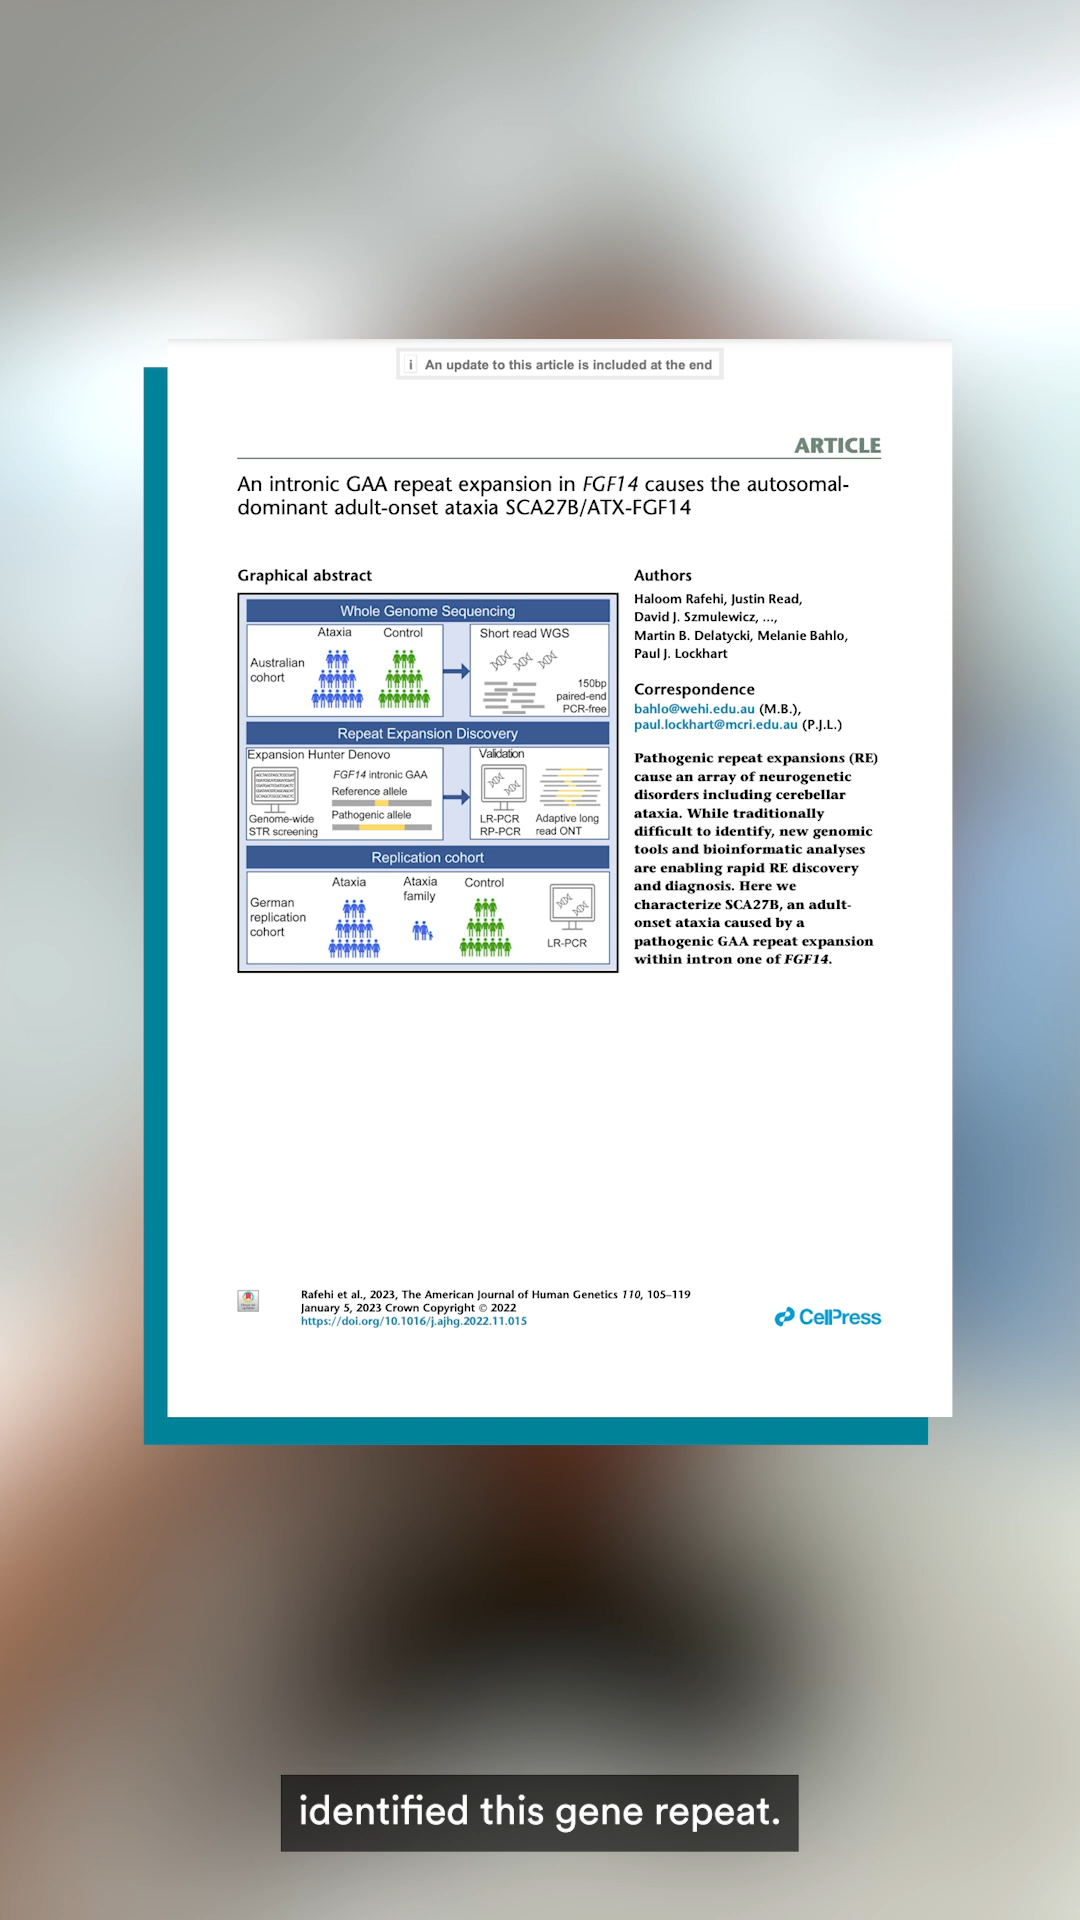 i An update to this article is included at the end
ARTICLE
An intronic GAA repeat expansion in FGF14 causes the autosomal-
dominant adult-onset ataxia SCA27B/ATX-FGF14
Graphical abstract
Whole Genome Sequencing
Australian
cohort
Ataxia
Control
Short read WGS
150bp
paired-end
PCR-free
Repeat Expansion Discovery
Expansion Hunter Denovo
Genome-wide
STR screening
FGF14 intronic GAA
Reference allele
Pathogenic allele
Validation
LR-PCR
RP-PCR
Adaptive long
read ONT
Replication cohort
German
replication
cohort
Ataxia
Ataxia
family
Control
LR-PCR
Authors
Haloom Rafehi, Justin Read,
David J. Szmulewicz, ...,
Martin B. Delatycki, Melanie Bahlo,
Paul J. Lockhart
Correspondence
bahlo@wehi.edu.au (M.B.),
paul.lockhart@mcri.edu.au (P.J.L.)
Pathogenic repeat expansions (RE)
cause an array of neurogenetic
disorders including cerebellar
ataxia. While traditionally
difficult to identify, new genomic
tools and bioinformatic analyses
are enabling rapid RE discovery
and diagnosis. Here we
characterize SCA27B, an adult-
onset ataxia caused by a
pathogenic GAA repeat expansion
within intron one of FGF14.
Rafehi et al., 2023, The American Journal of Human Genetics 110, 105–119
January 5, 2023 Crown Copyright © 2022
https://doi.org/10.1016/j.ajhg.2022.11.015
CellPress
identified this gene repeat.